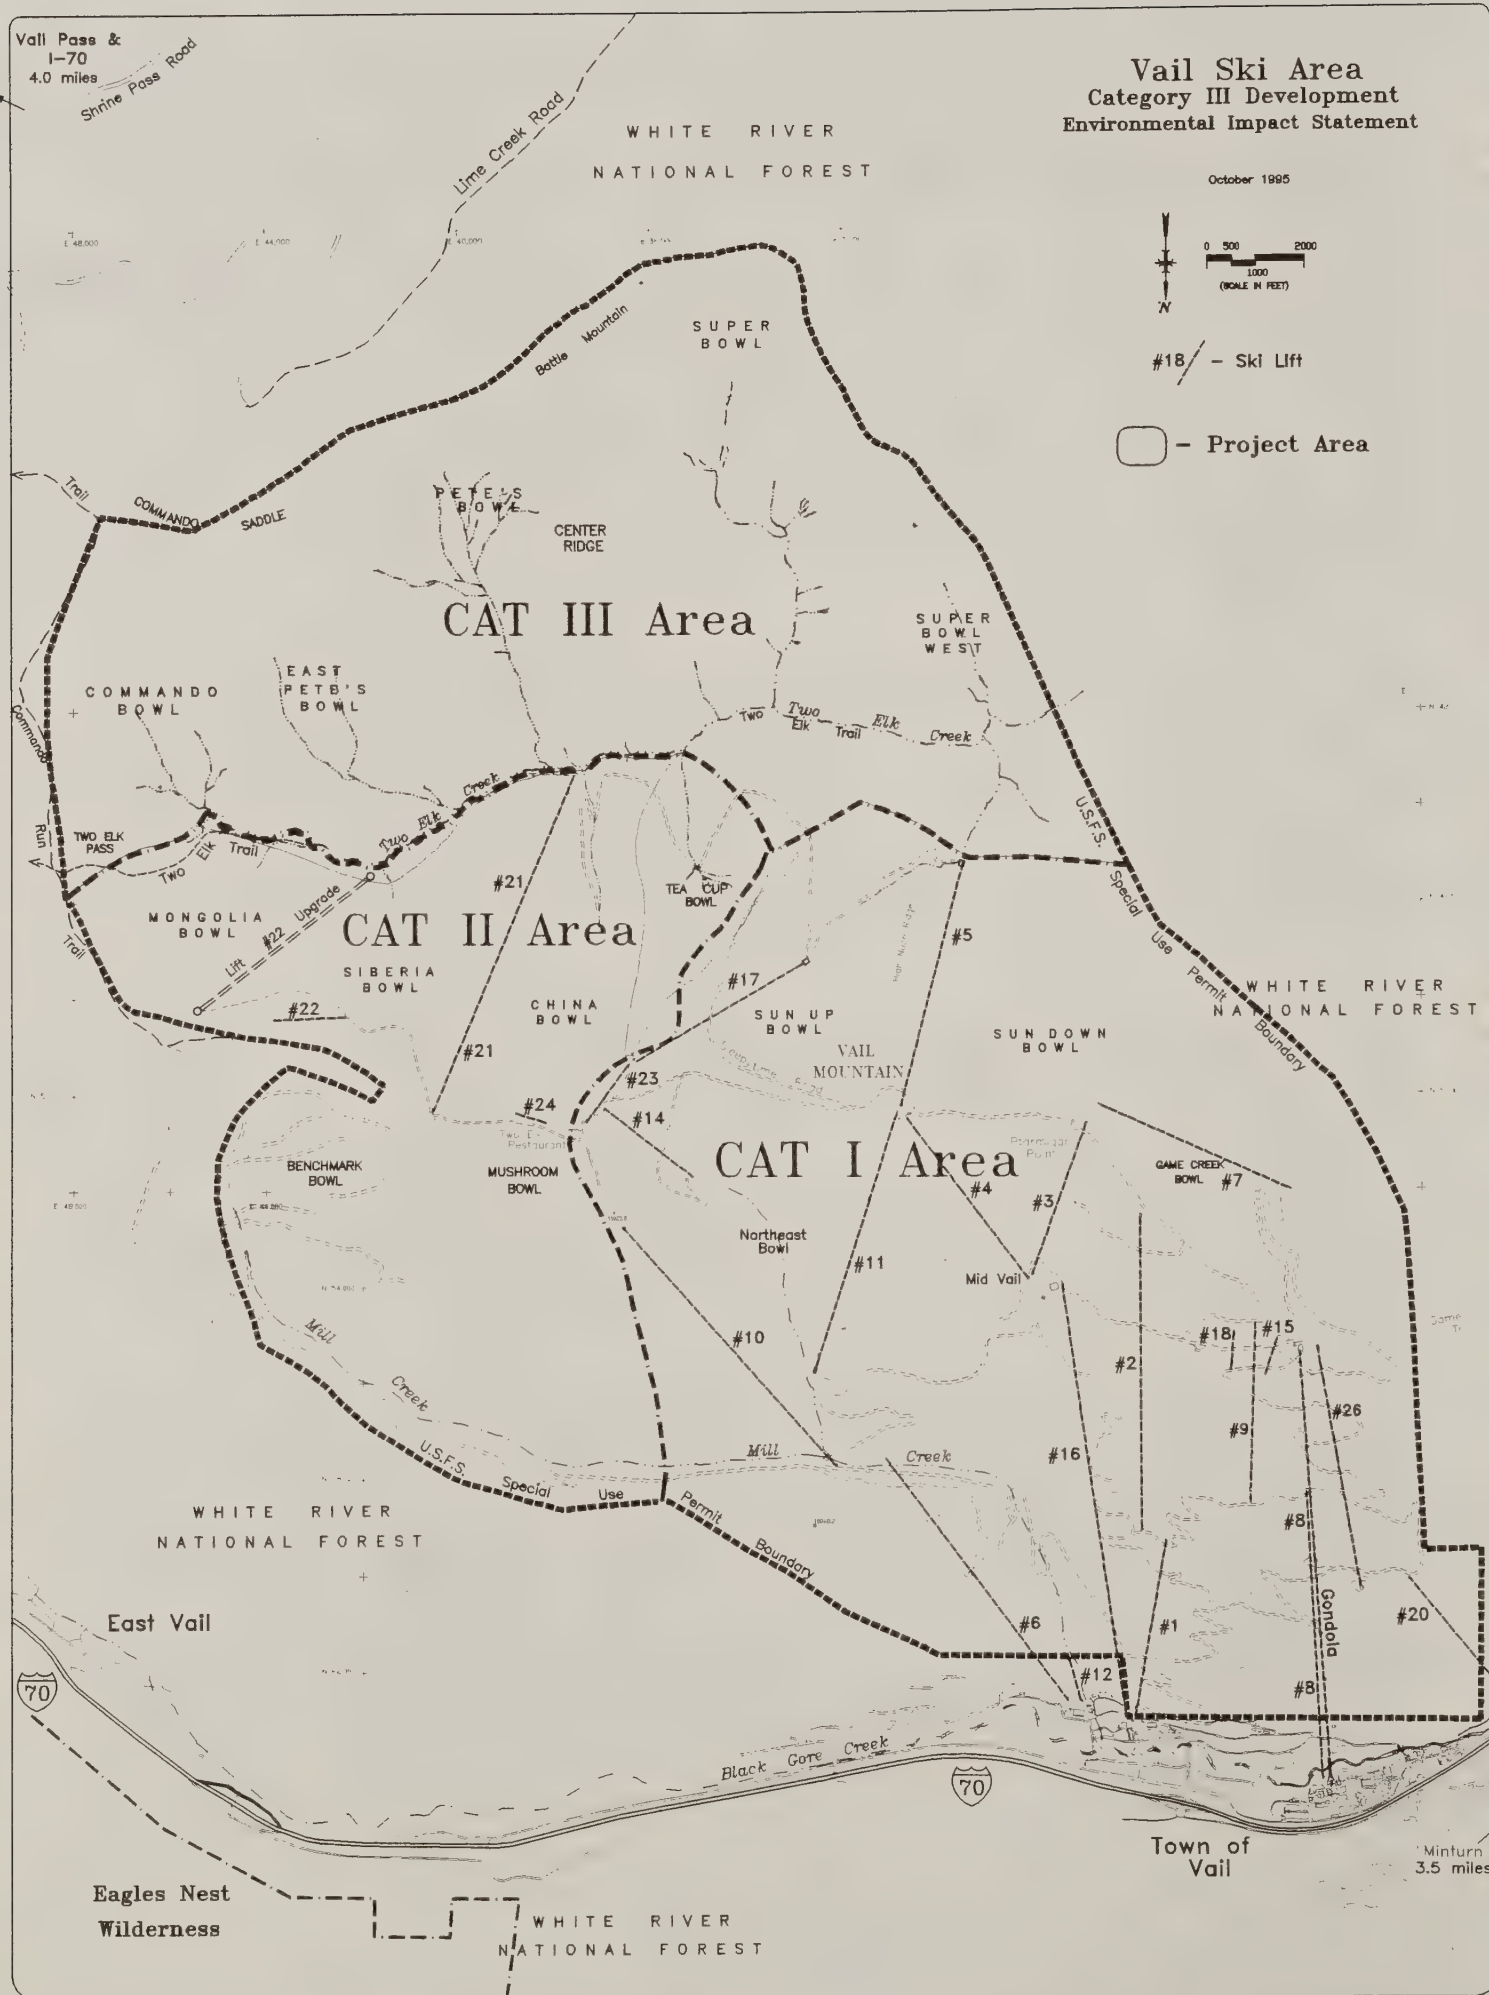 Vail Pass &
I-70
4.0 miles
Shrine Pass Road
Lime Creek Road
WHITE RIVER
NATIONAL FOREST
Vail Ski Area
Category III Development
Environmental Impact Statement
October 1995
0 500 2000
1000
(SCALE IN FEET)
N
#18 - Ski Lift
- Project Area
E 48,000
E 44,000
E 40,000
Battle Mountain
SUPER
BOWL
Trail
COMMANDO
SADDLE
PETE'S
BOWL
CENTER
RIDGE
CAT III Area
SUPER
BOWL
WEST
EAST
PETE'S
BOWL
COMMANDO
BOWL
Commando
Run
Trail
Two Elk Creek
Two Elk Trail
Two Elk Creek
TWO ELK
PASS
Two Elk Trail
U.S.F.S. Special Use Permit Boundary
MONGOLIA
BOWL
Lift #22 Upgrade
CAT II Area
#21
TEA CUP
BOWL
#5
#17
SIBERIA
BOWL
#22
CHINA
BOWL
SUN UP
BOWL
SUN DOWN
BOWL
WHITE RIVER
NATIONAL FOREST
#21
VAIL
MOUNTAIN
#23
#24
#14
Restaurant
CAT I Area
BENCHMARK
BOWL
MUSHROOM
BOWL
#4
#3
GAME CREEK
BOWL
#7
Northeast
Bowl
#11
Mid Vail
#10
#18
#15
#2
#26
#9
Mill Creek
Mill Creek
#16
U.S.F.S. Special Use Permit Boundary
#8
WHITE RIVER
NATIONAL FOREST
East Vail
#6
#1
Gondola
#20
#12
#8
70
Black Gore Creek
70
Town of
Vail
Minturn
3.5 miles
Eagles Nest
Wilderness
WHITE RIVER
NATIONAL FOREST